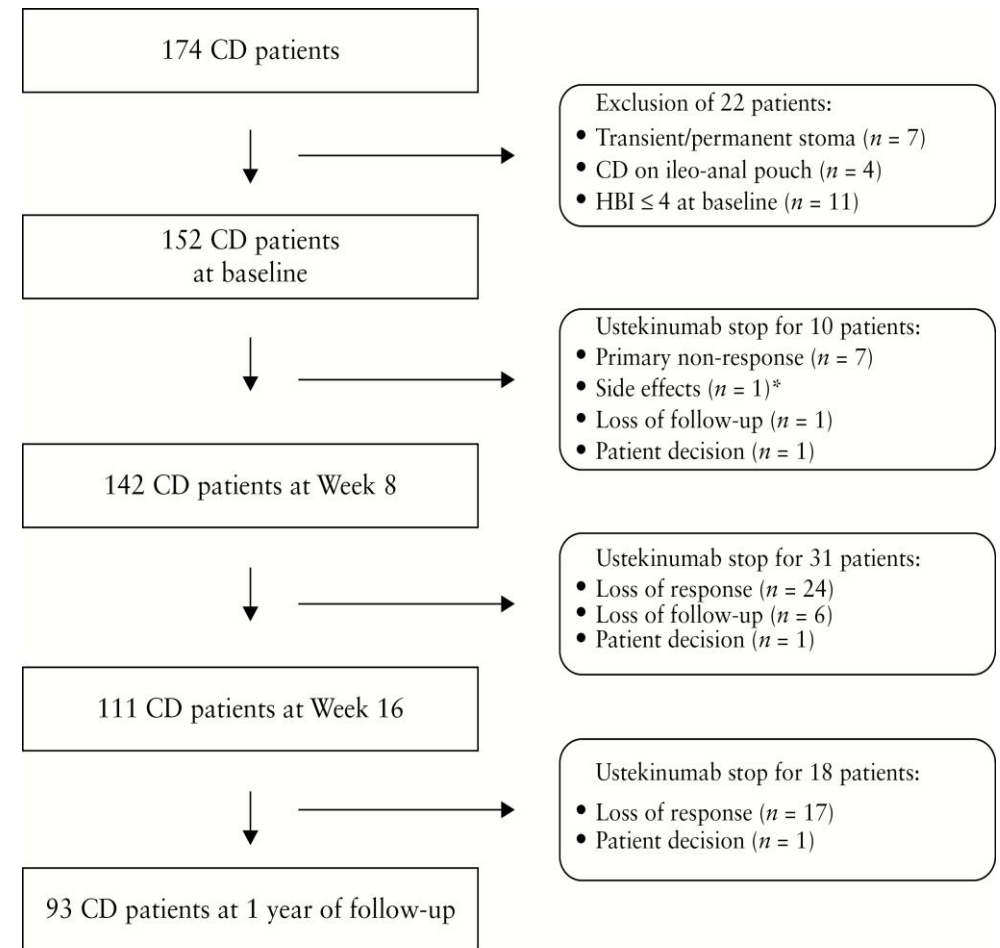 174 CD patients
Exclusion of 22 patients:
• Transient/permanent stoma (n = 7)
• CD on ileo-anal pouch (n = 4)
• HBI ≤ 4 at baseline (n = 11)
152 CD patients
at baseline
Ustekinumab stop for 10 patients:
• Primary non-response (n = 7)
• Side effects (n = 1)*
• Loss of follow-up (n = 1)
• Patient decision (n = 1)
142 CD patients at Week 8
Ustekinumab stop for 31 patients:
• Loss of response (n = 24)
• Loss of follow-up (n = 6)
• Patient decision (n = 1)
111 CD patients at Week 16
Ustekinumab stop for 18 patients:
• Loss of response (n = 17)
• Patient decision (n = 1)
93 CD patients at 1 year of follow-up